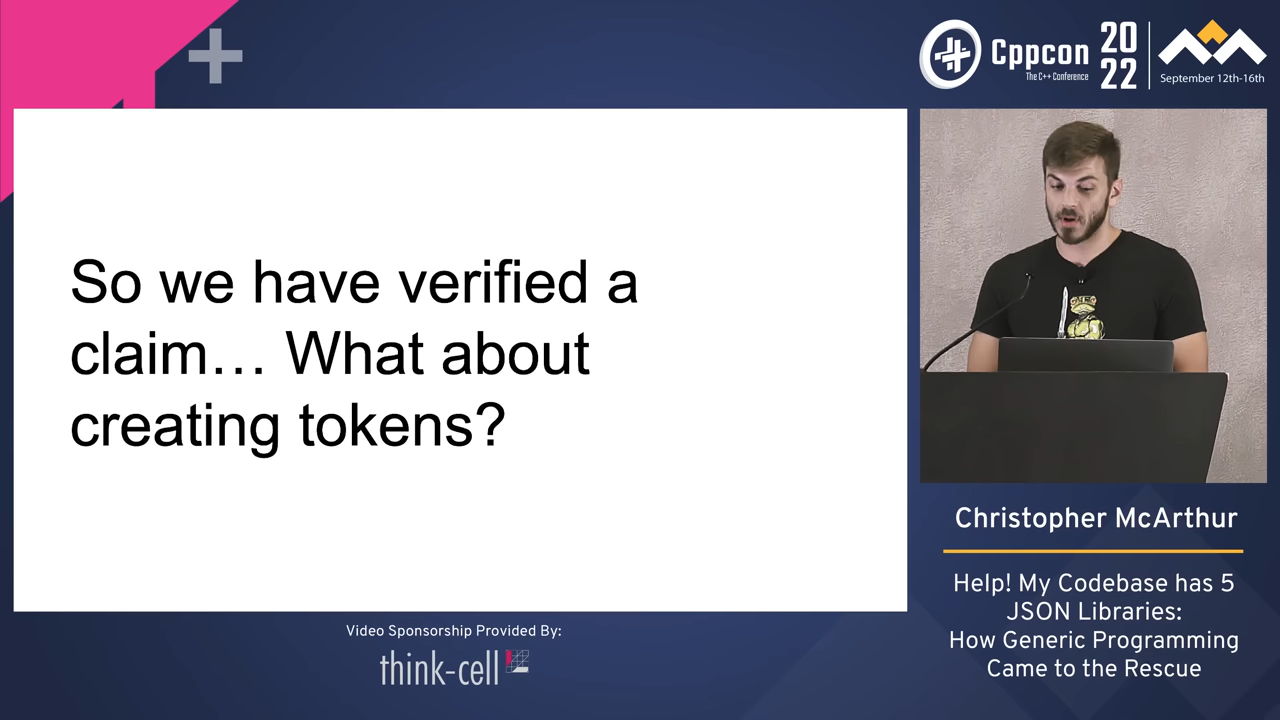 Cppcon
The C++ Conference
20
22
September 12th-16th
So we have verified a
claim… What about
creating tokens?
Christopher McArthur
Help! My Codebase has 5
JSON Libraries:
How Generic Programming
Came to the Rescue
Video Sponsorship Provided By:
think-cell